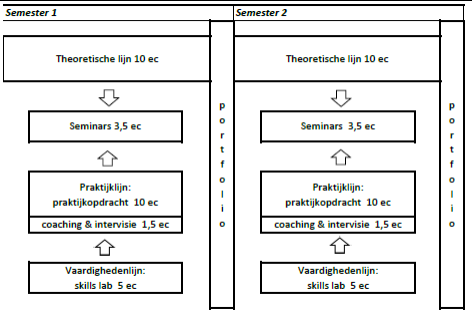 Semester 1
Theoretische lijn 10 ec
Seminars 3,5 ec
Praktijklijn:
praktijkopdracht 10 ec
coaching & intervisie 1,5 ec
Vaardighedenlijn:
skills lab 5 ec
portfolio
Semester 2
Theoretische lijn 10 ec
Seminars 3,5 ec
Praktijklijn:
praktijkopdracht 10 ec
coaching & intervisie 1,5 ec
Vaardighedenlijn:
skills lab 5 ec
portfolio